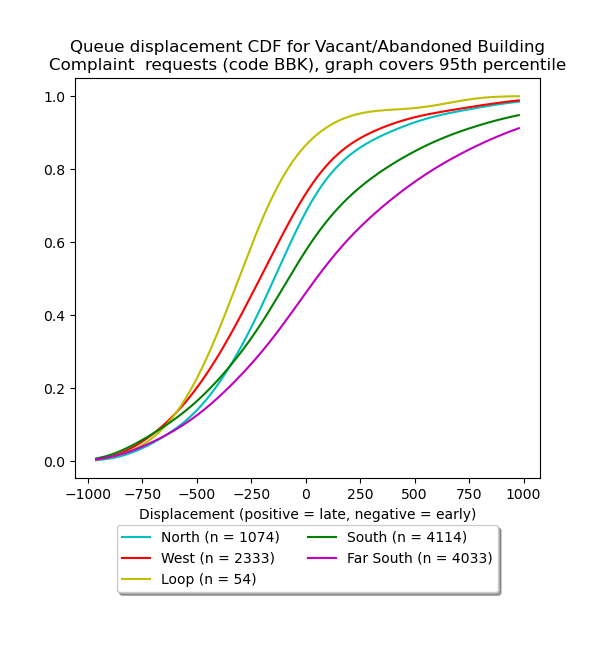 Queue displacement CDF for Vacant/Abandoned Building
Complaint  requests (code BBK), graph covers 95th percentile
1.0
0.8
0.6
0.4
0.2
0.0
−1000 −750 −500 −250 0 250 500 750 1000
Displacement (positive = late, negative = early)
North (n = 1074) South (n = 4114)
West (n = 2333) Far South (n = 4033)
Loop (n = 54)